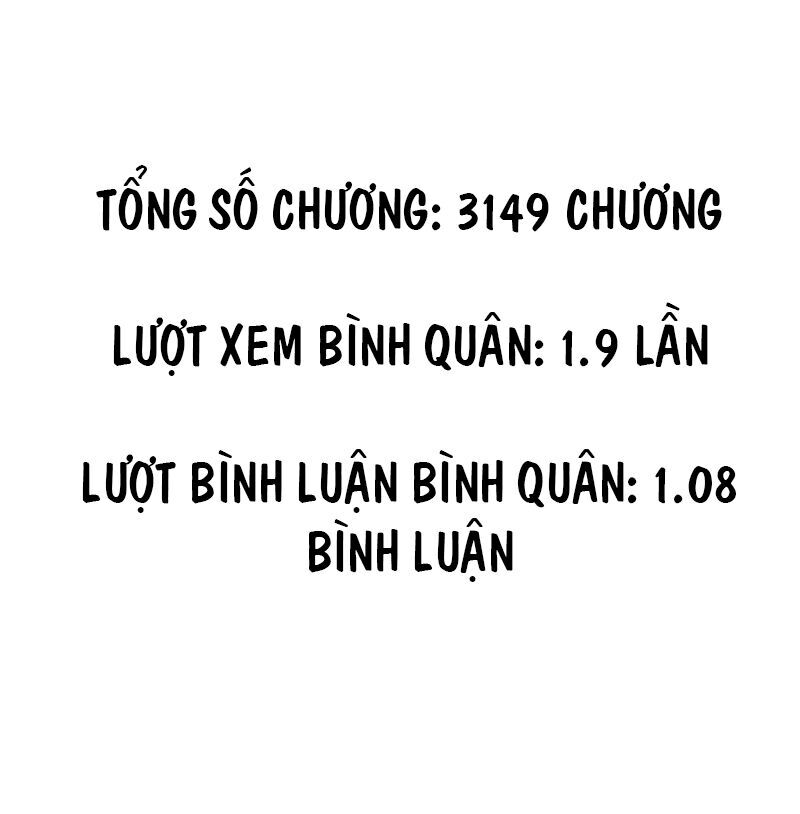 TỔNG SỐ CHƯƠNG: 3149 CHƯƠNG
LƯỢT XEM BÌNH QUÂN: 1.9 LẦN
LƯỢT BÌNH LUẬN BÌNH QUÂN: 1.08
BÌNH LUẬN